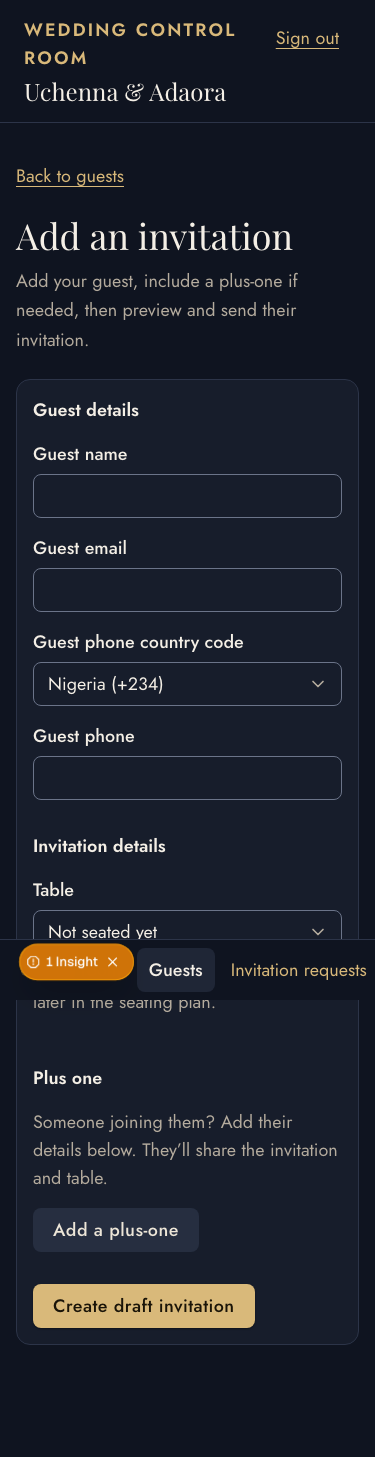 WEDDING CONTROL
ROOM
Sign out
Uchenna & Adaora
Back to guests
Add an invitation
Add your guest, include a plus-one if
needed, then preview and send their
invitation.
Guest details
Guest name
Guest email
Guest phone country code
Nigeria (+234)
Guest phone
Invitation details
Table
Not seated yet
1 Insight
Guests
Invitation requests
later in the seating plan.
Plus one
Someone joining them? Add their
details below. They’ll share the invitation
and table.
Add a plus-one
Create draft invitation